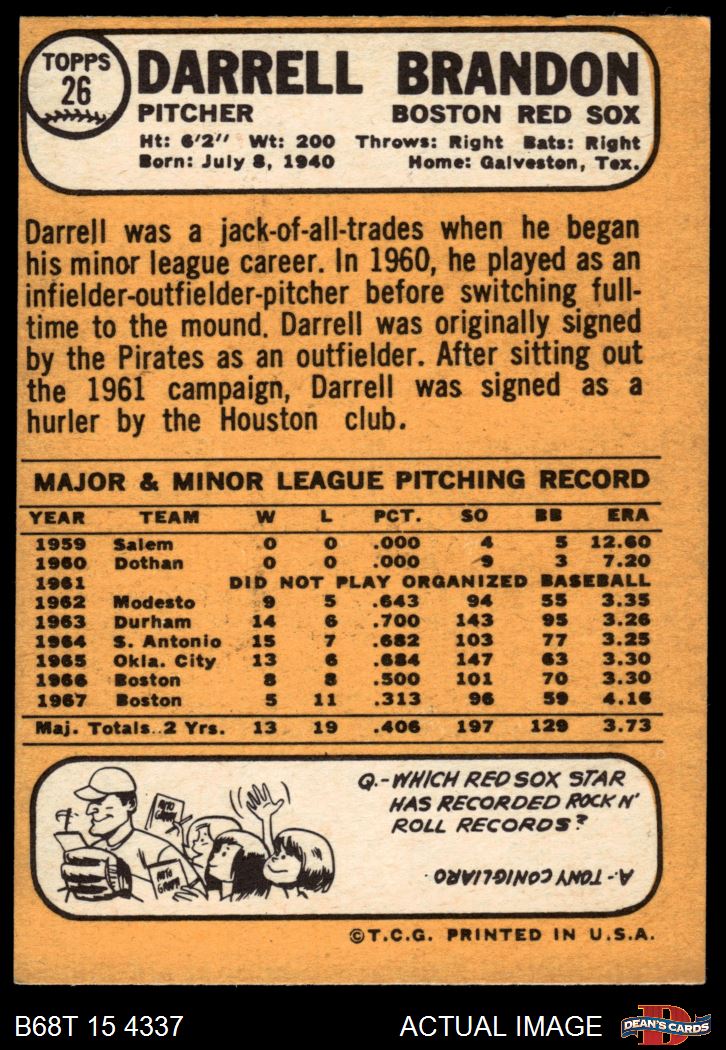 TOPPS
26
DARRELL BRANDON
PITCHER BOSTON RED SOX
Ht: 6'2" Wt: 200 Throws: Right Bats: Right
Born: July 8, 1940 Home: Galveston, Tex.
Darrell was a jack-of-all-trades when he began
his minor league career. In 1960, he played as an
infielder-outfielder-pitcher before switching full-
time to the mound. Darrell was originally signed
by the Pirates as an outfielder. After sitting out
the 1961 campaign, Darrell was signed as a
hurler by the Houston club.
MAJOR & MINOR LEAGUE PITCHING RECORD
YEAR TEAM W L PCT. SO BB ERA
1959 Salem 0 0 .000 4 5 12.60
1960 Dothan 0 0 .000 9 3 7.20
1961 DID NOT PLAY ORGANIZED BASEBALL
1962 Modesto 9 5 .643 94 55 3.35
1963 Durham 14 6 .700 143 95 3.26
1964 S. Antonio 15 7 .682 103 77 3.25
1965 Okla. City 13 6 .684 147 63 3.30
1966 Boston 8 8 .500 101 70 3.30
1967 Boston 5 11 .313 96 59 4.16
Maj. Totals..2 Yrs. 13 19 .406 197 129 3.73
AUTO
GRAPH
AUTO
GRAPH
Q.-WHICH RED SOX STAR
HAS RECORDED ROCK N'
ROLL RECORDS?
A.-TONY CONIGLIARO
©T.C.G. PRINTED IN U.S.A.
B68T 15 4337 ACTUAL IMAGE
DEAN'S CARDS